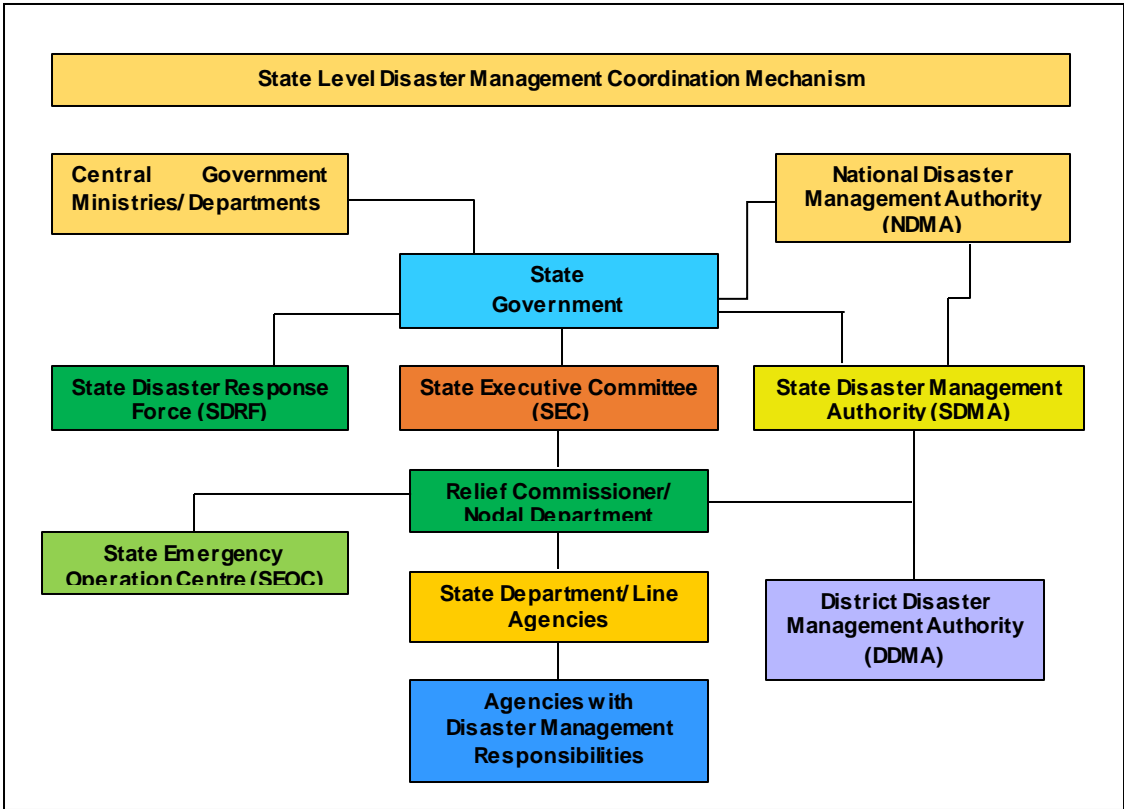 State Level Disaster Management Coordination Mechanism
Central Government
Ministries/ Departments
National Disaster
Management Authority
(NDMA)
State
Government
State Disaster Response
Force (SDRF)
State Executive Committee
(SEC)
State Disaster Management
Authority (SDMA)
Relief Commissioner/
Nodal Department
State Emergency
Operation Centre (SEOC)
State Department/ Line
Agencies
District Disaster
Management Authority
(DDMA)
Agencies with
Disaster Management
Responsibilities